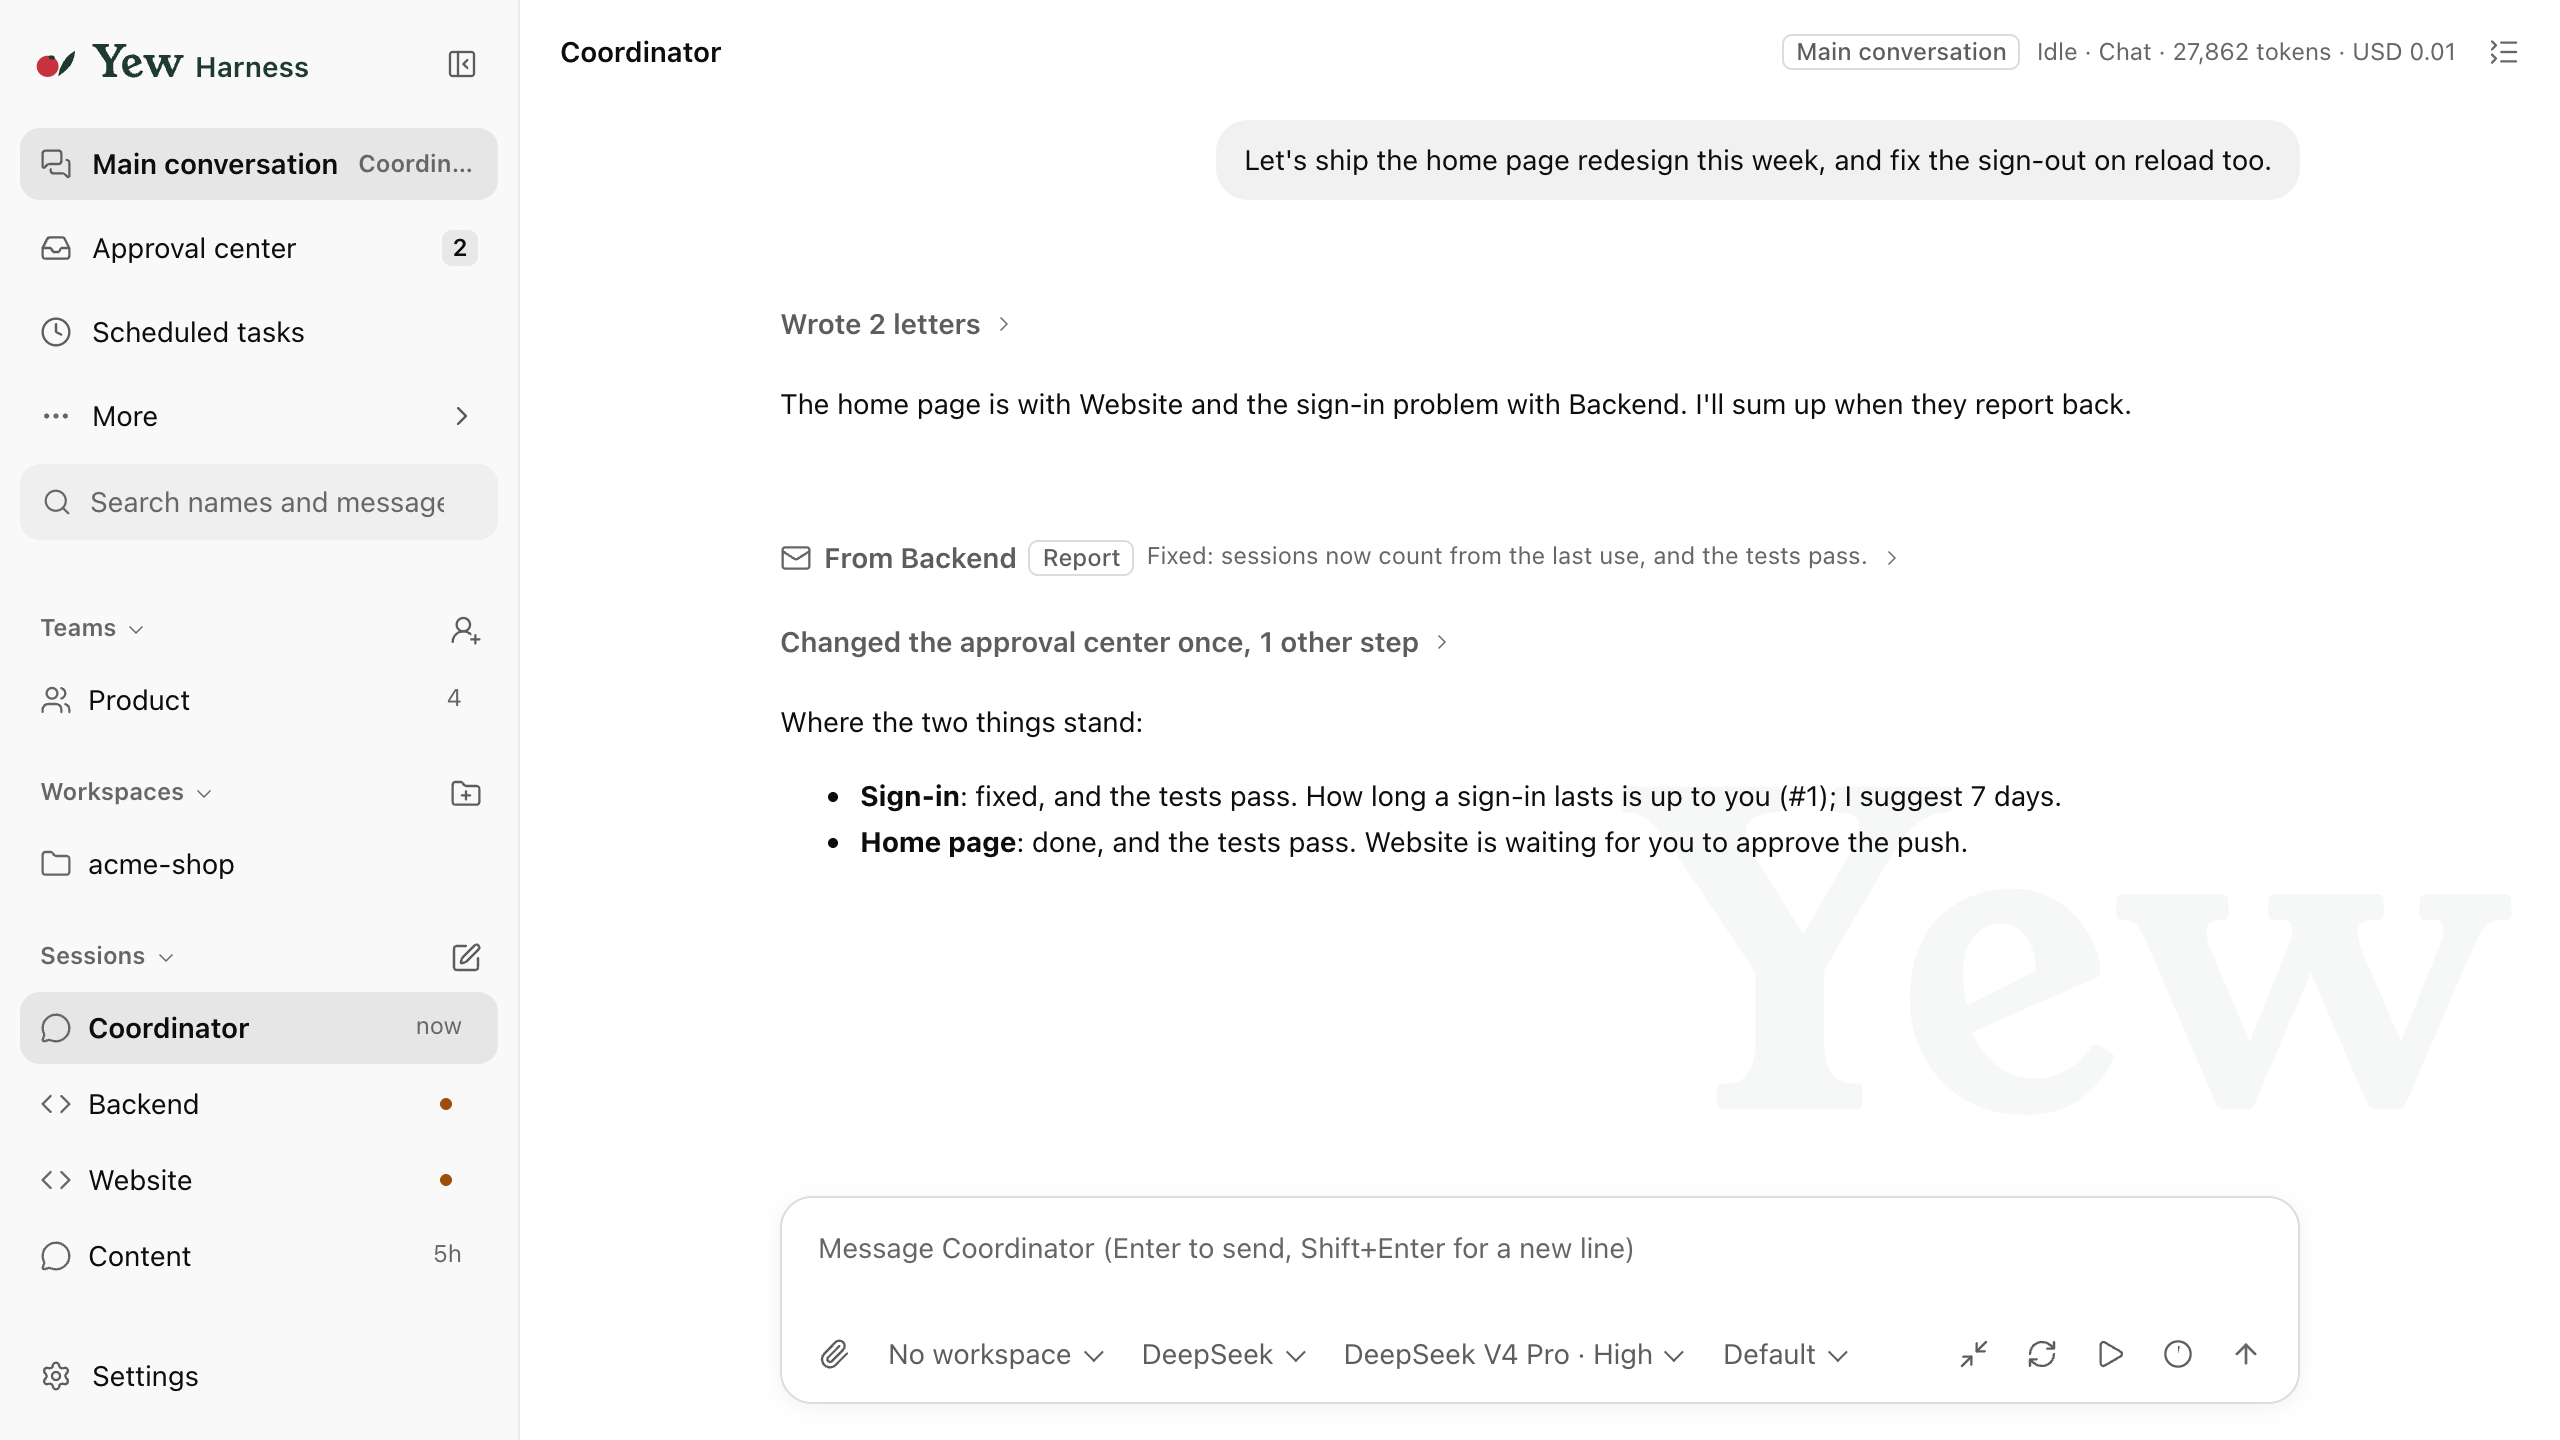 Yew Harness
Main conversation Coordin...
Approval center 2
Scheduled tasks
More
Search names and message
Teams
Product 4
Workspaces
acme-shop
Sessions
Coordinator now
Backend
Website
Content 5h
Settings
Coordinator
Main conversation Idle · Chat · 27,862 tokens · USD 0.01
Let's ship the home page redesign this week, and fix the sign-out on reload too.
Wrote 2 letters
The home page is with Website and the sign-in problem with Backend. I'll sum up when they report back.
From Backend Report Fixed: sessions now count from the last use, and the tests pass.
Changed the approval center once, 1 other step
Where the two things stand:
• Sign-in: fixed, and the tests pass. How long a sign-in lasts is up to you (#1); I suggest 7 days.
• Home page: done, and the tests pass. Website is waiting for you to approve the push.
Yew
Message Coordinator (Enter to send, Shift+Enter for a new line)
No workspace DeepSeek DeepSeek V4 Pro · High Default